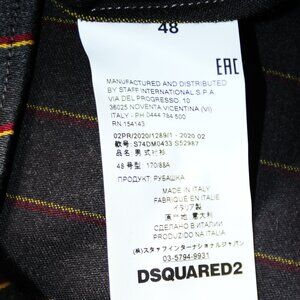 48
EAC
MANUFACTURED AND DISTRIBUTED
BY STAFF INTERNATIONAL S.P.A.
VIA DEL PROGRESSO, 10
36025 NOVENTA VICENTINA (VI)
ITALY - PH.0444 784 500
RN 154143
02PR/2020/1289/1 - 2020 02
款号: S74DM0433 S52987
品名 男式衬衫
48 号型 170/88A
ПРОДУКТ: РУБАШКА
MADE IN ITALY
FABRIQUÉ EN ITALIE
イタリア製
原产地 意大利
СДЕЛАНО В ИТАЛИИ
PRODUZIDO NA ITALIA
(株)スタッフインターナショナルジャパン
03-5794-9931
DSQUARED2